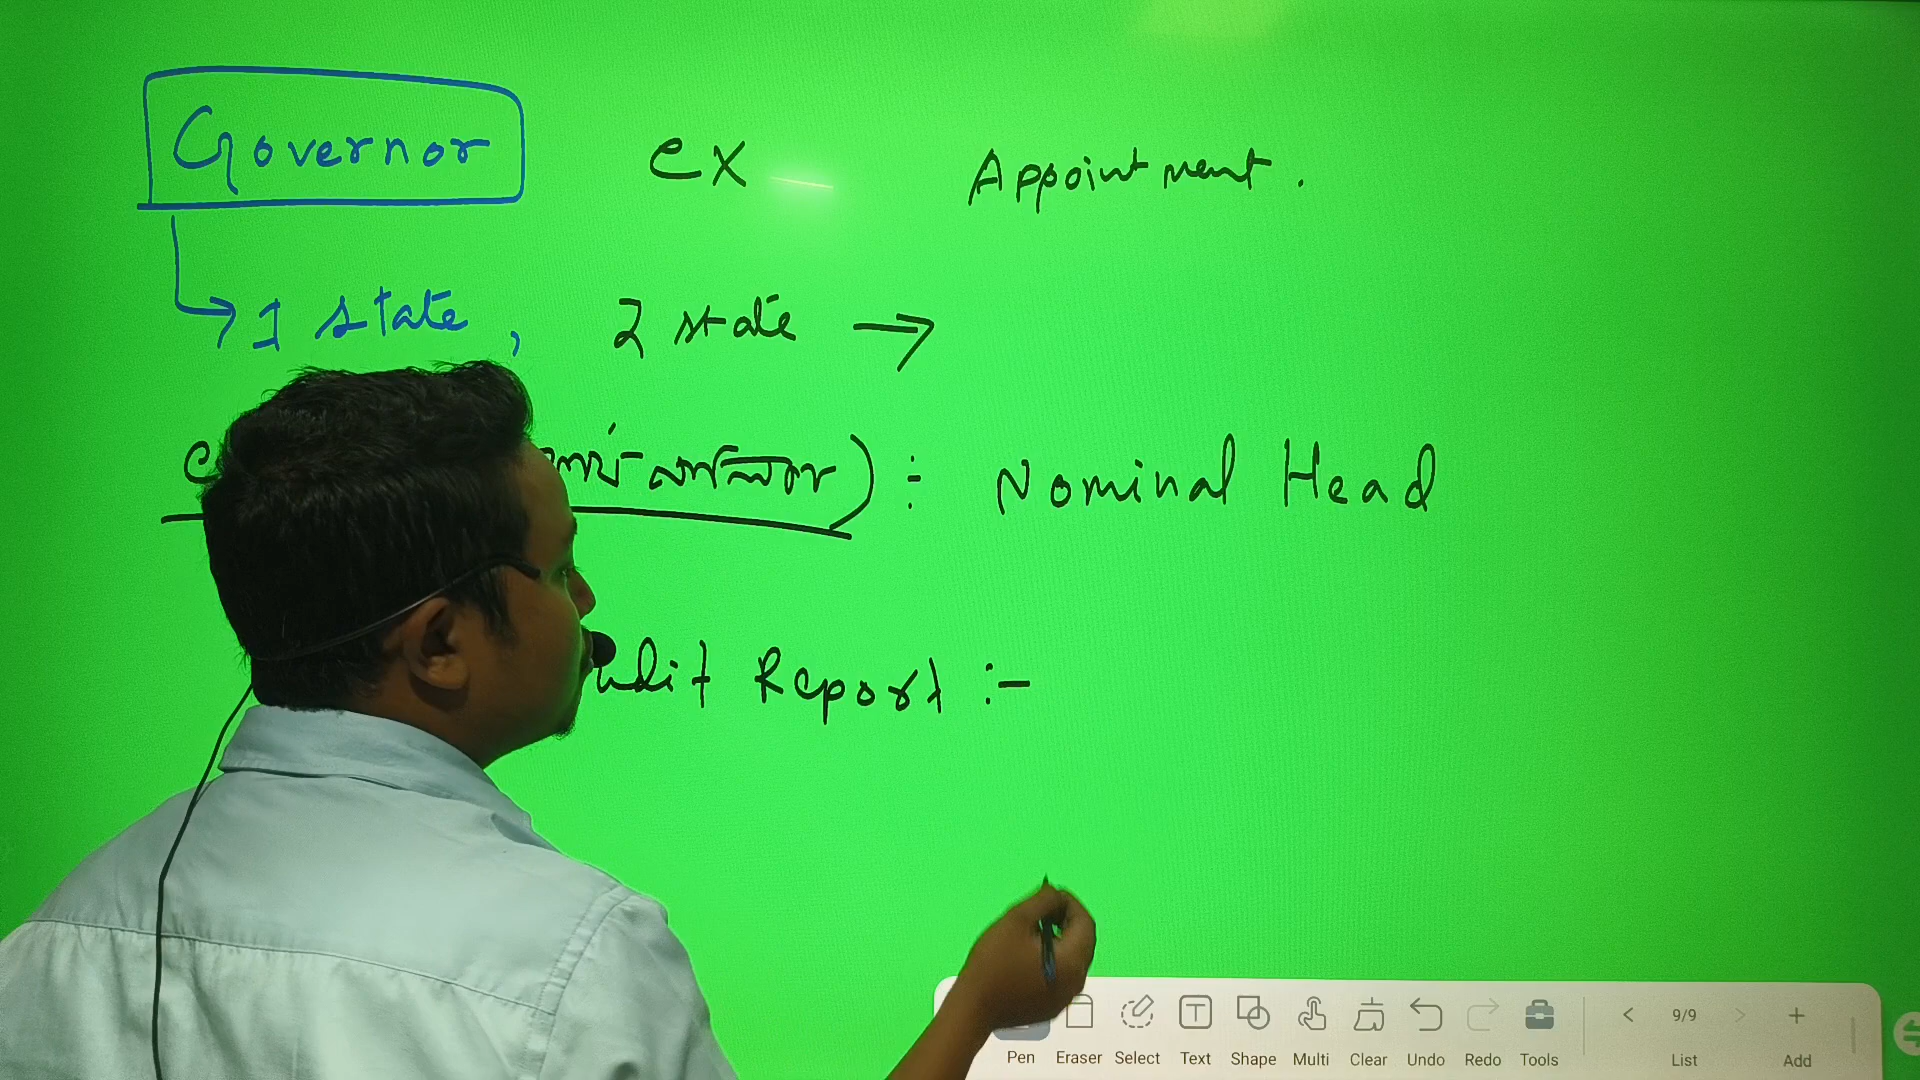 Governor ex Appointment.
1 state, 2 state →
) : Nominal Head
Report :-
Pen Eraser Select Text Shape Multi Clear Undo Redo Tools < 9/9 > +
List Add